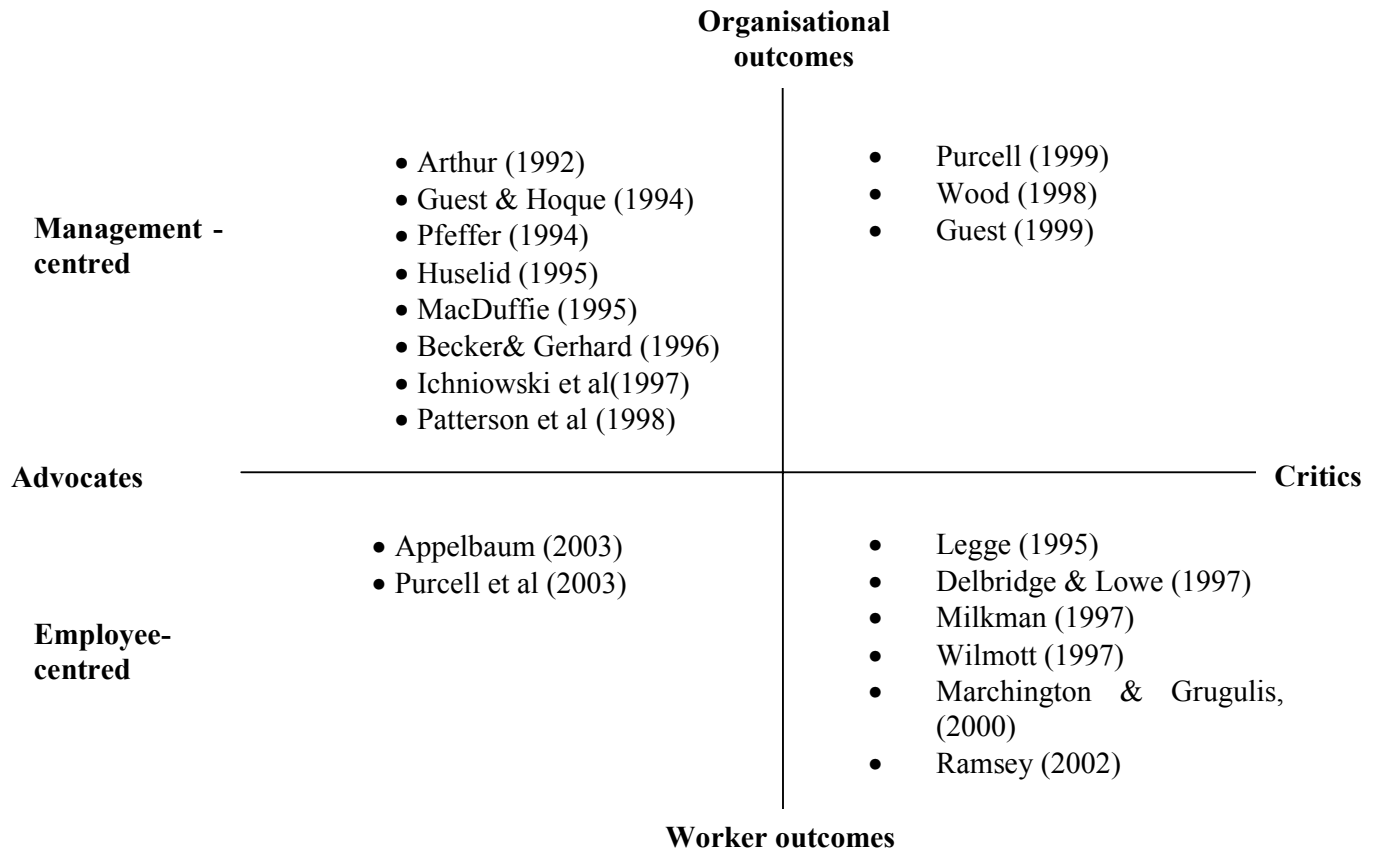 Organisational
outcomes
• Arthur (1992)
• Guest & Hoque (1994)
• Pfeffer (1994)
• Huselid (1995)
• MacDuffie (1995)
• Becker& Gerhard (1996)
• Ichniowski et al(1997)
• Patterson et al (1998)
• Purcell (1999)
• Wood (1998)
• Guest (1999)
Management -
centred
Advocates
Critics
• Appelbaum (2003)
• Purcell et al (2003)
• Legge (1995)
• Delbridge & Lowe (1997)
• Milkman (1997)
• Wilmott (1997)
• Marchington & Grugulis,
(2000)
• Ramsey (2002)
Employee-
centred
Worker outcomes